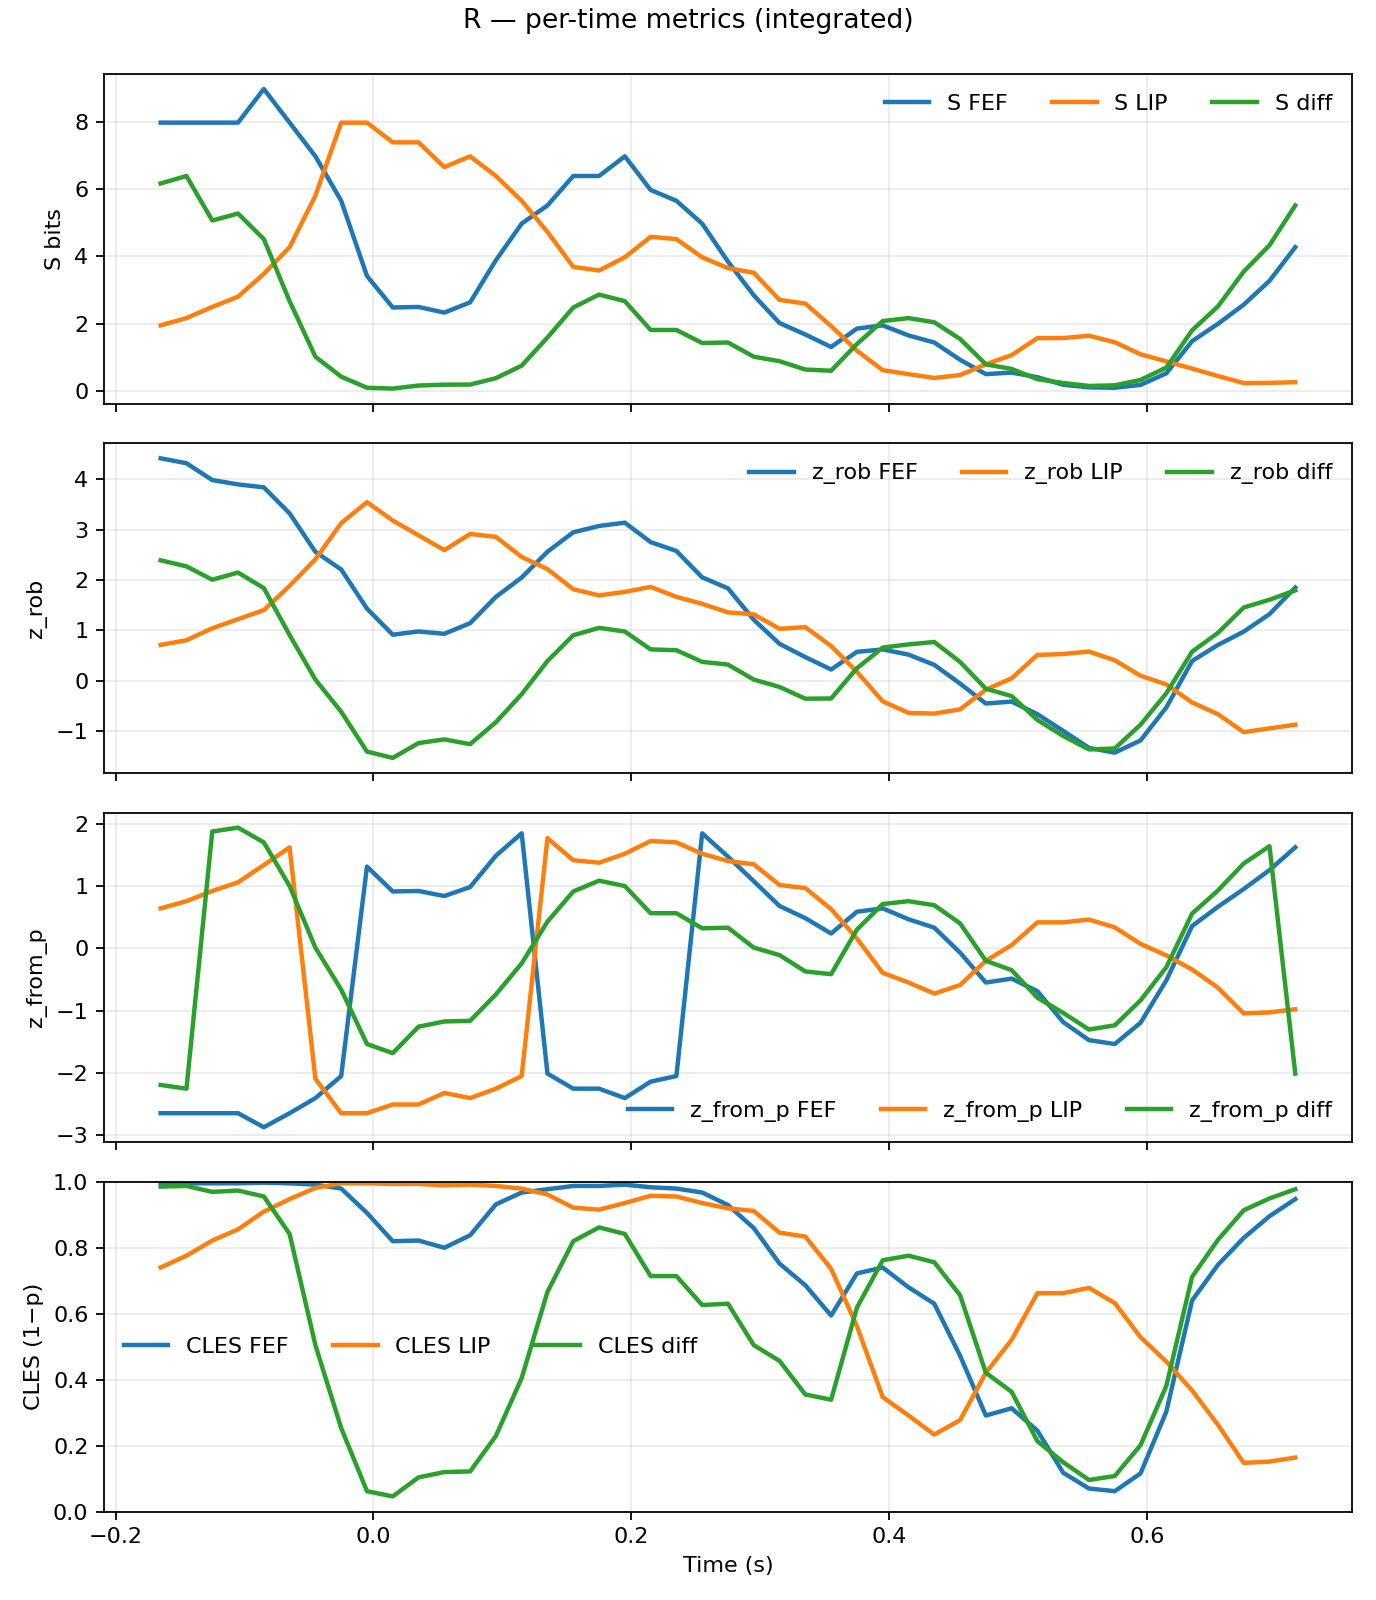 R — per-time metrics (integrated)
S FEF S LIP S diff
8
6
4
2
0
S bits
z_rob FEF z_rob LIP z_rob diff
4
3
2
1
0
−1
z_rob
2
1
0
−1
−2
−3
z_from_p
z_from_p FEF z_from_p LIP z_from_p diff
1.0
0.8
0.6
0.4
0.2
0.0
CLES (1−p)
CLES FEF CLES LIP CLES diff
−0.2 0.0 0.2 0.4 0.6
Time (s)